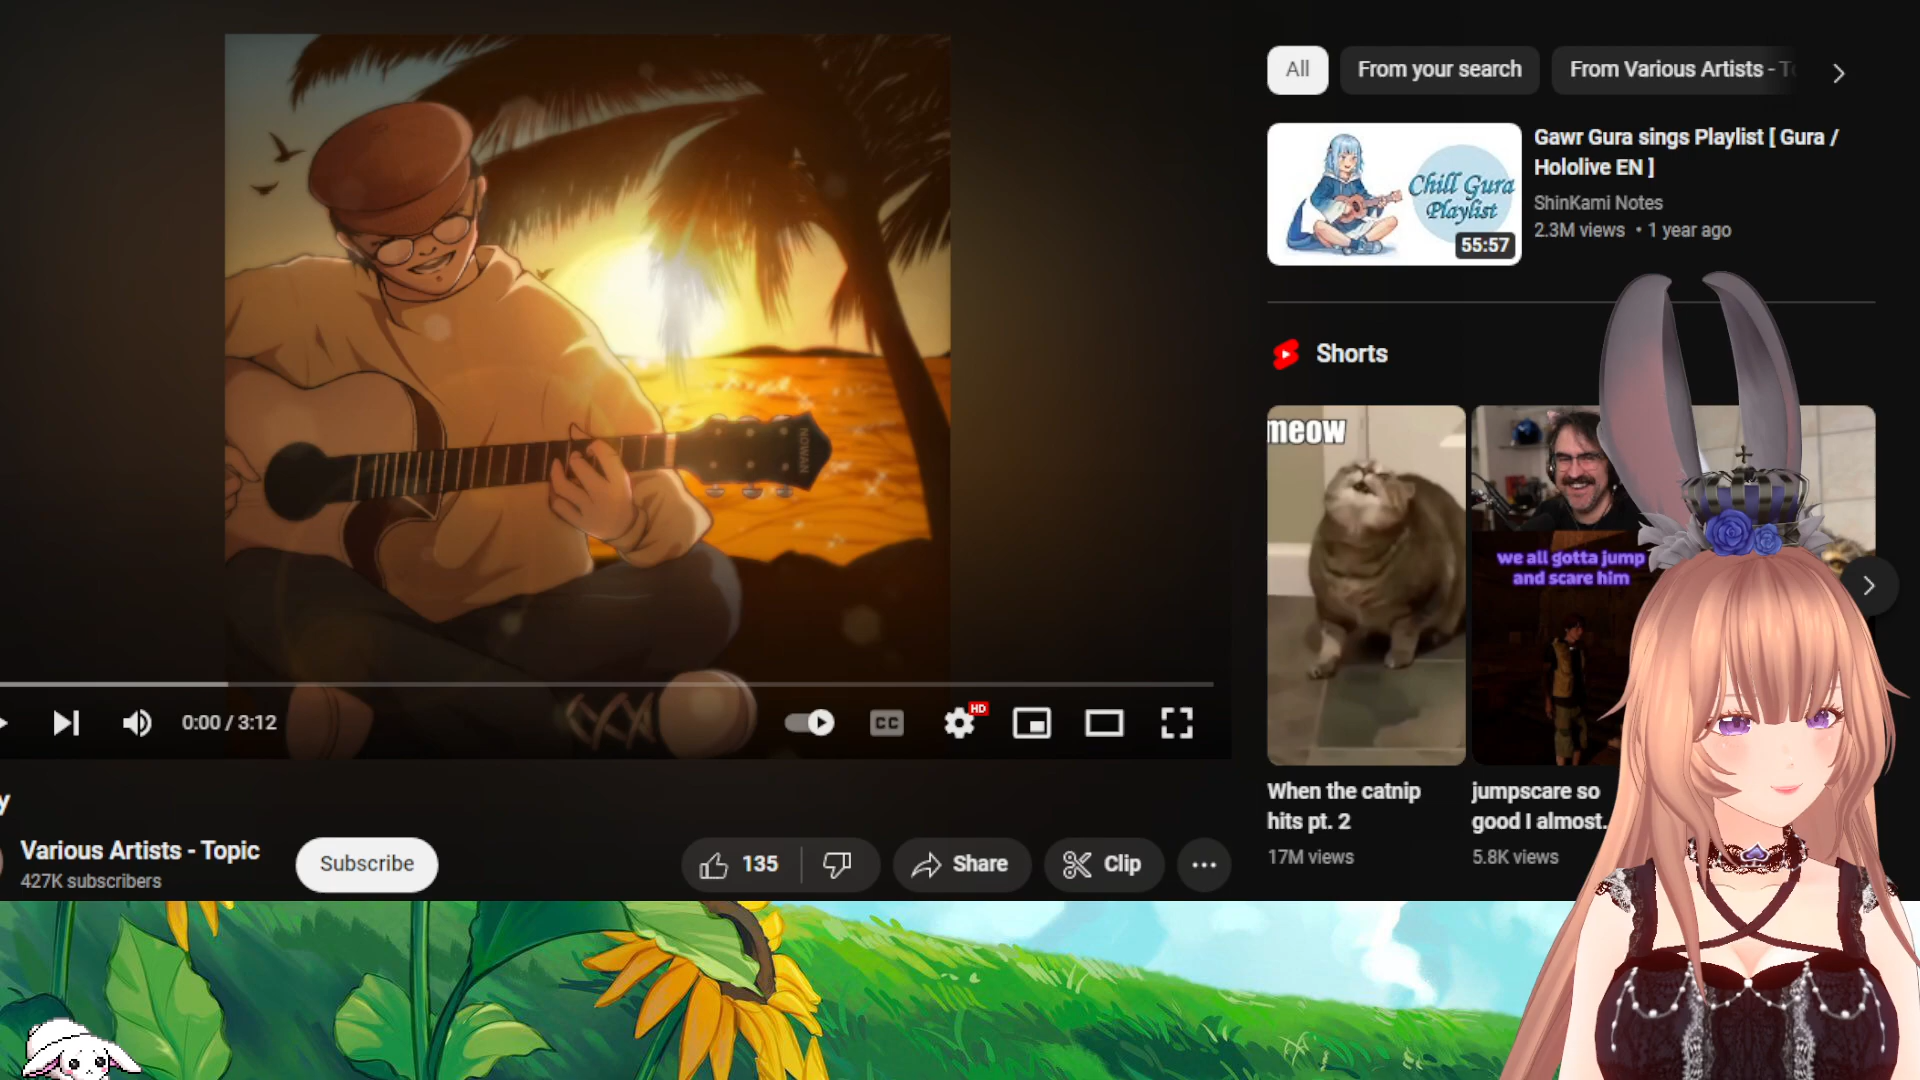 All
From your search
From Various Artists - To
Chill Gura
Playlist
55:57
Gawr Gura sings Playlist [ Gura /
Hololive EN ]
ShinKami Notes
2.3M views • 1 year ago
Shorts
NOWAN
meow
we all gotta jump
and scare him
0:00 / 3:12
CC
HD
When the catnip
hits pt. 2
17M views
jumpscare so
good I almost.
5.8K views
y
Various Artists - Topic
427K subscribers
Subscribe
135
Share
Clip